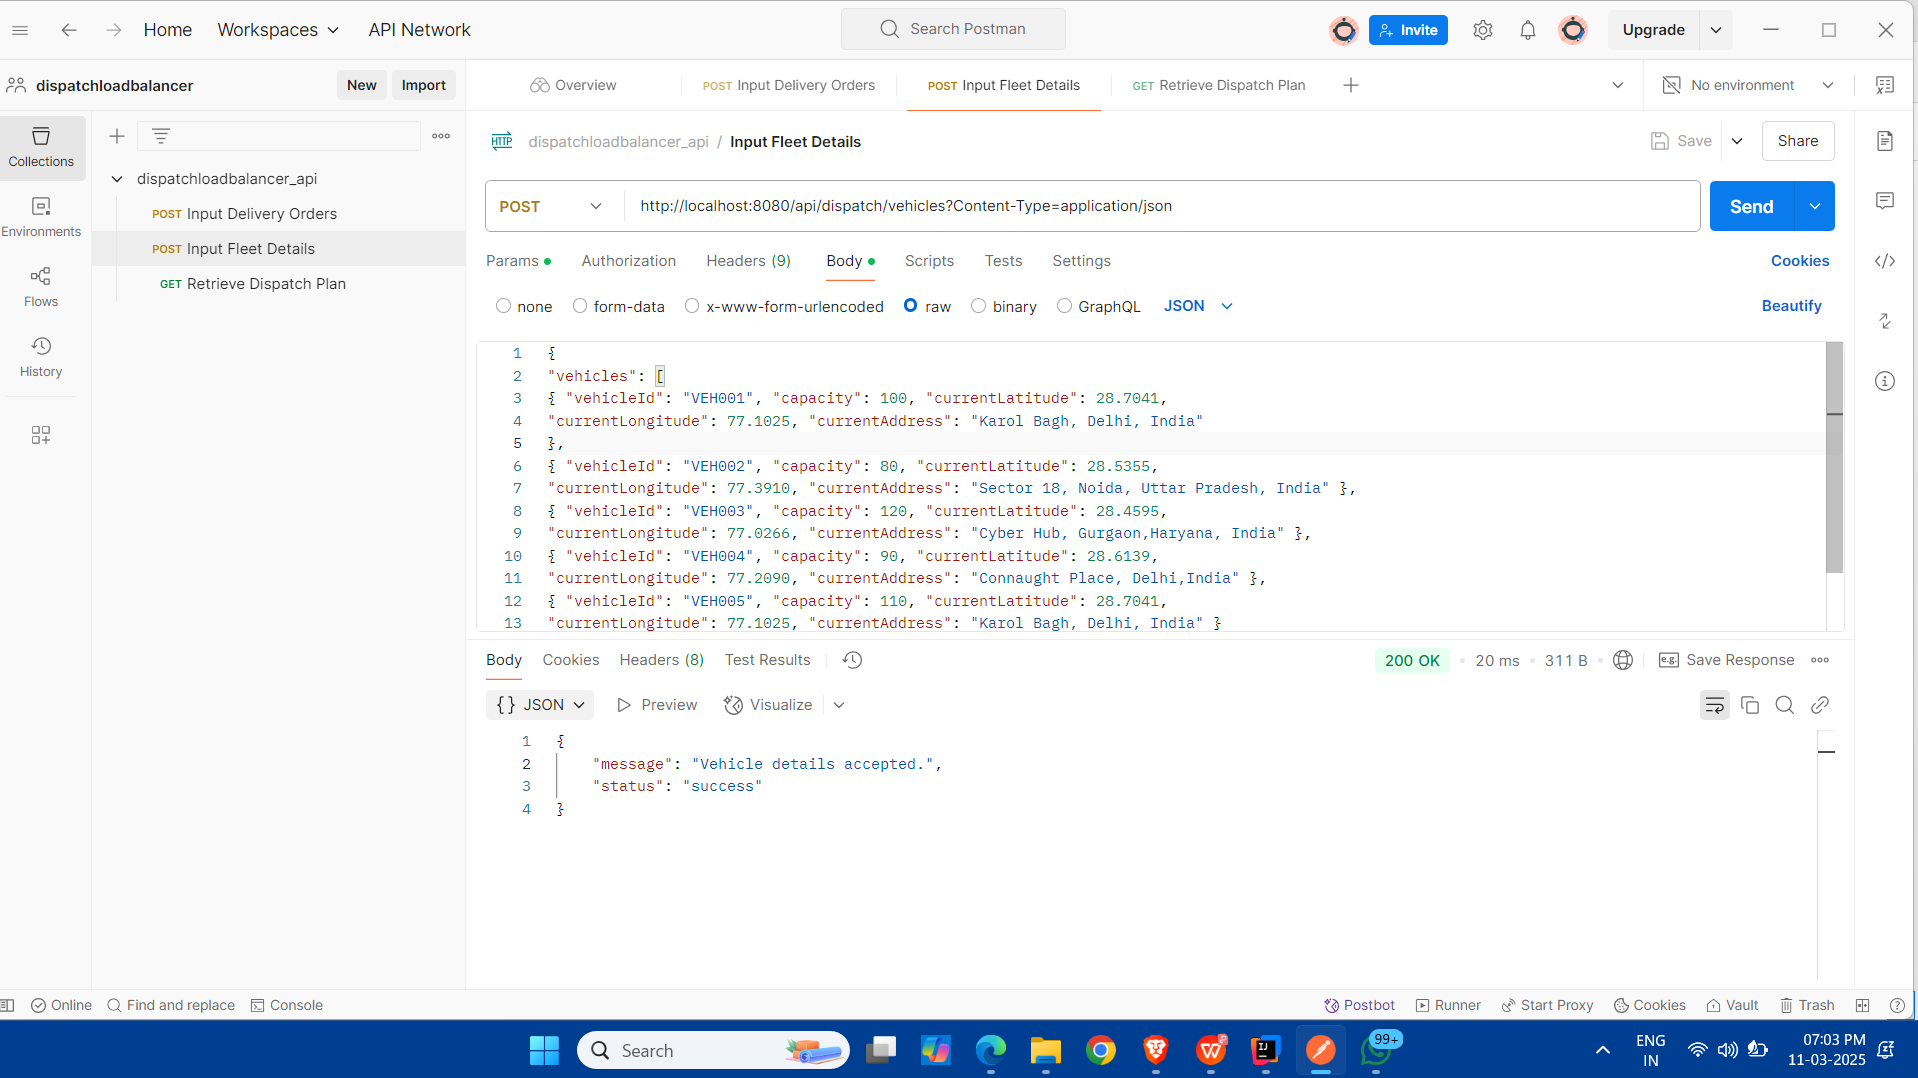 Home Workspaces API Network Search Postman Invite Upgrade
dispatchloadbalancer New Import Overview POST Input Delivery Orders POST Input Fleet Details GET Retrieve Dispatch Plan No environment
Collections
Environments
Flows
History
dispatchloadbalancer_api
POST Input Delivery Orders
POST Input Fleet Details
GET Retrieve Dispatch Plan
HTTP dispatchloadbalancer_api / Input Fleet Details Save Share
POST http://localhost:8080/api/dispatch/vehicles?Content-Type=application/json Send
Params Authorization Headers (9) Body Scripts Tests Settings Cookies
none form-data x-www-form-urlencoded raw binary GraphQL JSON Beautify
1 {
2 "vehicles": [
3 { "vehicleId": "VEH001", "capacity": 100, "currentLatitude": 28.7041,
4 "currentLongitude": 77.1025, "currentAddress": "Karol Bagh, Delhi, India"
5 },
6 { "vehicleId": "VEH002", "capacity": 80, "currentLatitude": 28.5355,
7 "currentLongitude": 77.3910, "currentAddress": "Sector 18, Noida, Uttar Pradesh, India" },
8 { "vehicleId": "VEH003", "capacity": 120, "currentLatitude": 28.4595,
9 "currentLongitude": 77.0266, "currentAddress": "Cyber Hub, Gurgaon,Haryana, India" },
10 { "vehicleId": "VEH004", "capacity": 90, "currentLatitude": 28.6139,
11 "currentLongitude": 77.2090, "currentAddress": "Connaught Place, Delhi,India" },
12 { "vehicleId": "VEH005", "capacity": 110, "currentLatitude": 28.7041,
13 "currentLongitude": 77.1025, "currentAddress": "Karol Bagh, Delhi, India" }
Body Cookies Headers (8) Test Results 200 OK 20 ms 311 B e.g. Save Response
{} JSON Preview Visualize
1 {
2 "message": "Vehicle details accepted.",
3 "status": "success"
4 }
Online Find and replace Console Postbot Runner Start Proxy Cookies Vault Trash
Search 99+ ENG IN 07:03 PM 11-03-2025